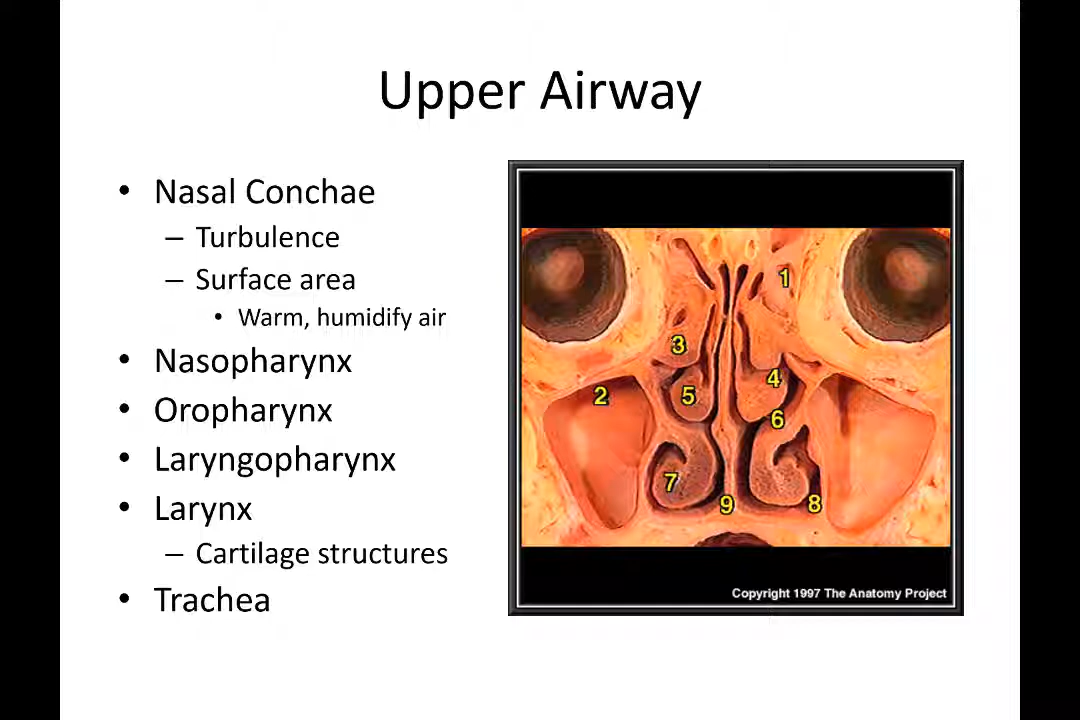 Upper Airway
• Nasal Conchae
– Turbulence
– Surface area
• Warm, humidify air
• Nasopharynx
• Oropharynx
• Laryngopharynx
• Larynx
– Cartilage structures
• Trachea
1
2
3
4
5
6
7
8
9
Copyright 1997 The Anatomy Project